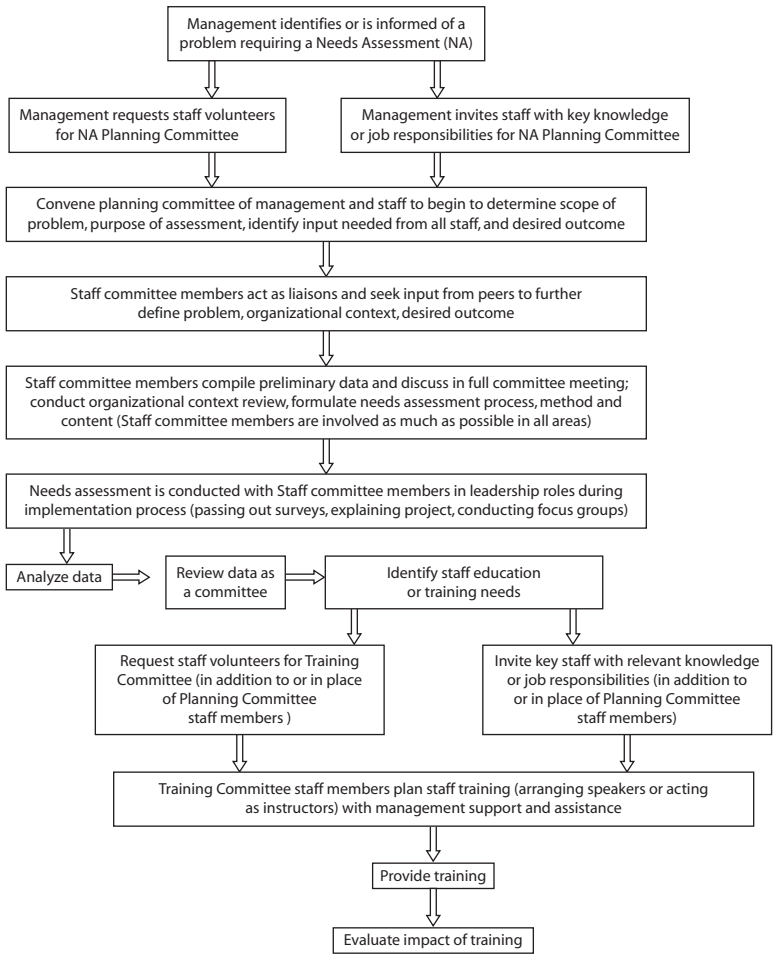 Management identifies or is informed of a
problem requiring a Needs Assessment (NA)
Management requests staff volunteers
for NA Planning Committee
Management invites staff with key knowledge
or job responsibilities for NA Planning Committee
Convene planning committee of management and staff to begin to determine scope of
problem, purpose of assessment, identify input needed from all staff, and desired outcome
Staff committee members act as liaisons and seek input from peers to further
define problem, organizational context, desired outcome
Staff committee members compile preliminary data and discuss in full committee meeting;
conduct organizational context review, formulate needs assessment process, method and
content (Staff committee members are involved as much as possible in all areas)
Needs assessment is conducted with Staff committee members in leadership roles during
implementation process (passing out surveys, explaining project, conducting focus groups)
Analyze data
Review data as
a committee
Identify staff education
or training needs
Request staff volunteers for Training
Committee (in addition to or in place
of Planning Committee
staff members )
Invite key staff with relevant knowledge
or job responsibilities (in addition to
or in place of Planning Committee
staff members)
Training Committee staff members plan staff training (arranging speakers or acting
as instructors) with management support and assistance
Provide training
Evaluate impact of training